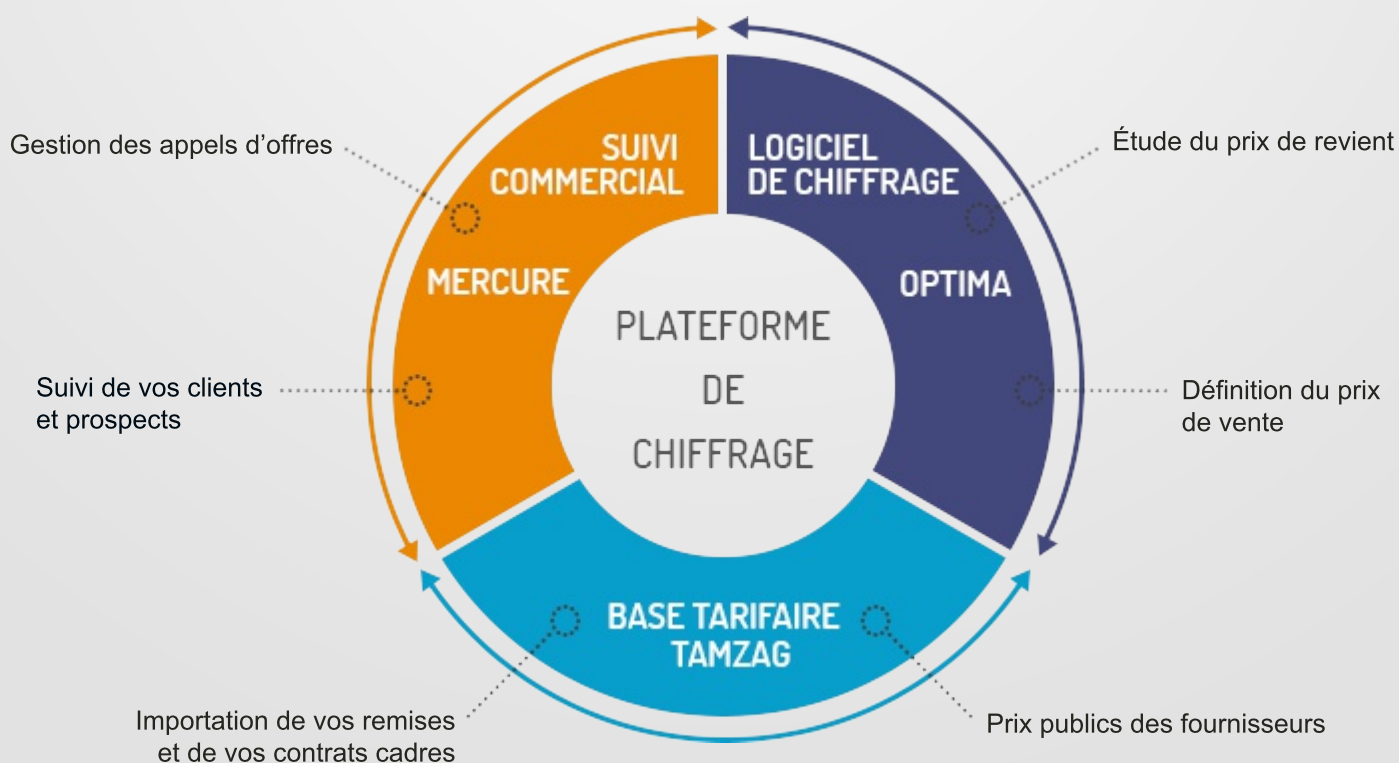 Gestion des appels d’offres
SUIVI
COMMERCIAL
MERCURE
LOGICIEL
DE CHIFFRAGE
OPTIMA
Étude du prix de revient
PLATEFORME
DE
CHIFFRAGE
Suivi de vos clients
et prospects
Définition du prix
de vente
BASE TARIFAIRE
TAMZAG
Importation de vos remises
et de vos contrats cadres
Prix publics des fournisseurs